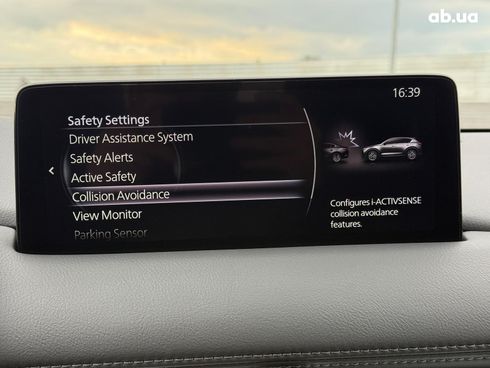 ab.ua
16:39
Safety Settings
Driver Assistance System
Safety Alerts
Active Safety
Collision Avoidance
View Monitor
Parking Sensor
Configures i-ACTIVSENSE
collision avoidance
features.